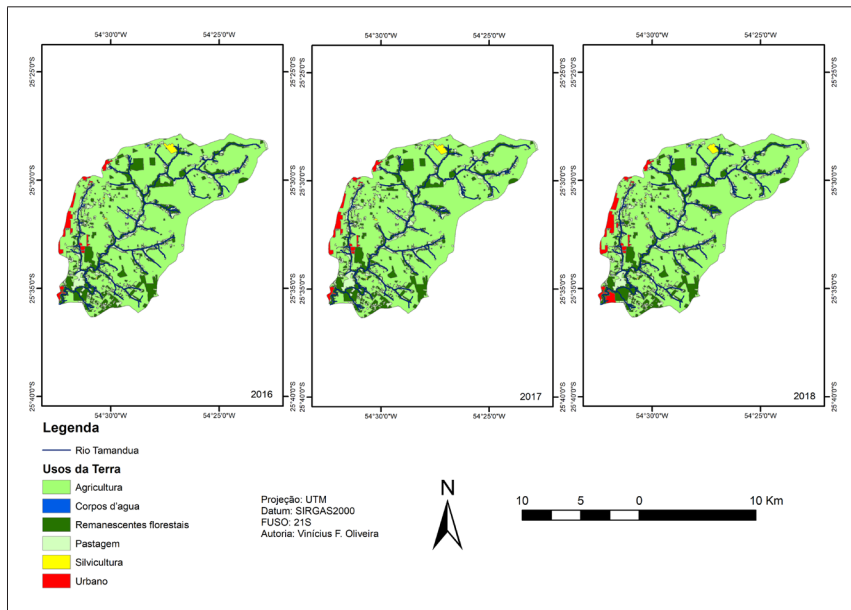 54°30'0"W 54°25'0"W 54°30'0"W 54°25'0"W 54°30'0"W 54°25'0"W
25°25'0"S 25°25'0"S 25°25'0"S 25°25'0"S
25°30'0"S 25°30'0"S 25°30'0"S 25°30'0"S
25°35'0"S 25°35'0"S 25°35'0"S 25°35'0"S
25°40'0"S 25°40'0"S 25°40'0"S 25°40'0"S
2016 2017 2018
54°30'0"W 54°25'0"W 54°30'0"W 54°25'0"W 54°30'0"W 54°25'0"W
Legenda
Rio Tamandua
Usos da Terra
Agricultura
Corpos d'agua
Remanescentes florestais
Pastagem
Silvicultura
Urbano
Projeção: UTM
Datum: SIRGAS2000
FUSO: 21S
Autoria: Vinícius F. Oliveira
N
10 5 0 10 Km